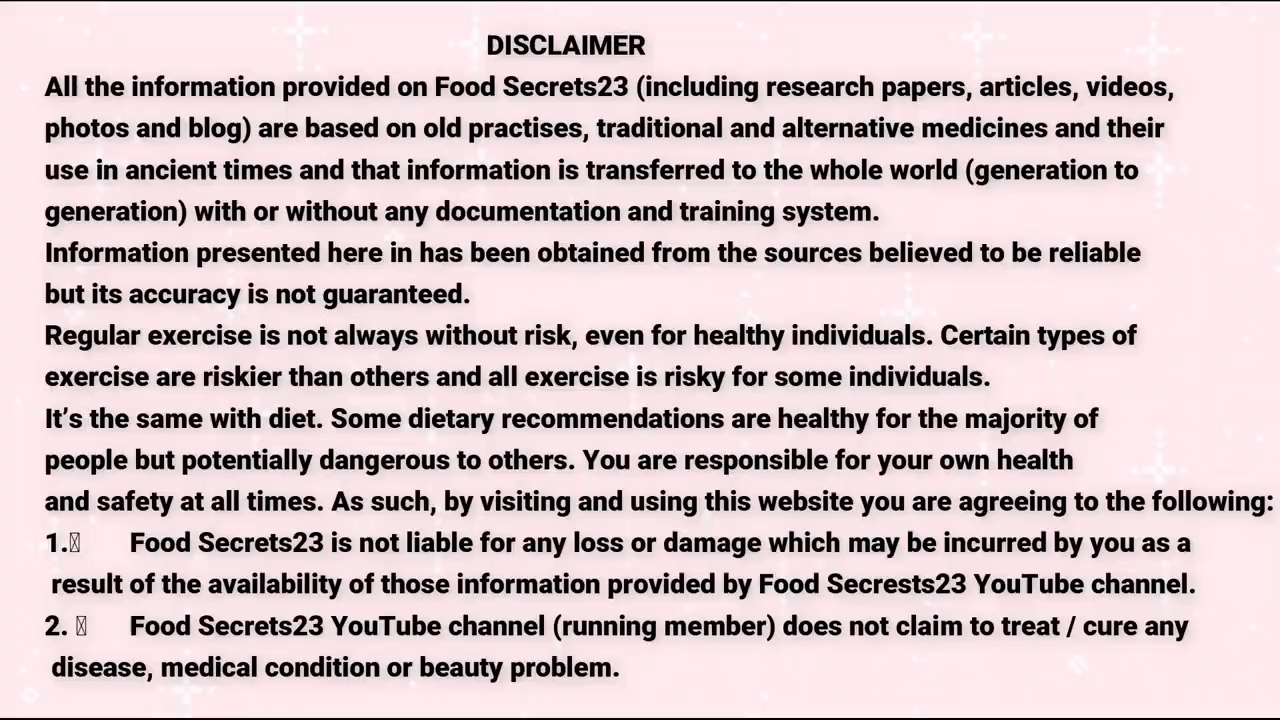 DISCLAIMER
All the information provided on Food Secrets23 (including research papers, articles, videos,
photos and blog) are based on old practises, traditional and alternative medicines and their
use in ancient times and that information is transferred to the whole world (generation to
generation) with or without any documentation and training system.
Information presented here in has been obtained from the sources believed to be reliable
but its accuracy is not guaranteed.
Regular exercise is not always without risk, even for healthy individuals. Certain types of
exercise are riskier than others and all exercise is risky for some individuals.
It’s the same with diet. Some dietary recommendations are healthy for the majority of
people but potentially dangerous to others. You are responsible for your own health
and safety at all times. As such, by visiting and using this website you are agreeing to the following:
1. Food Secrets23 is not liable for any loss or damage which may be incurred by you as a
result of the availability of those information provided by Food Secrests23 YouTube channel.
2. Food Secrets23 YouTube channel (running member) does not claim to treat / cure any
disease, medical condition or beauty problem.